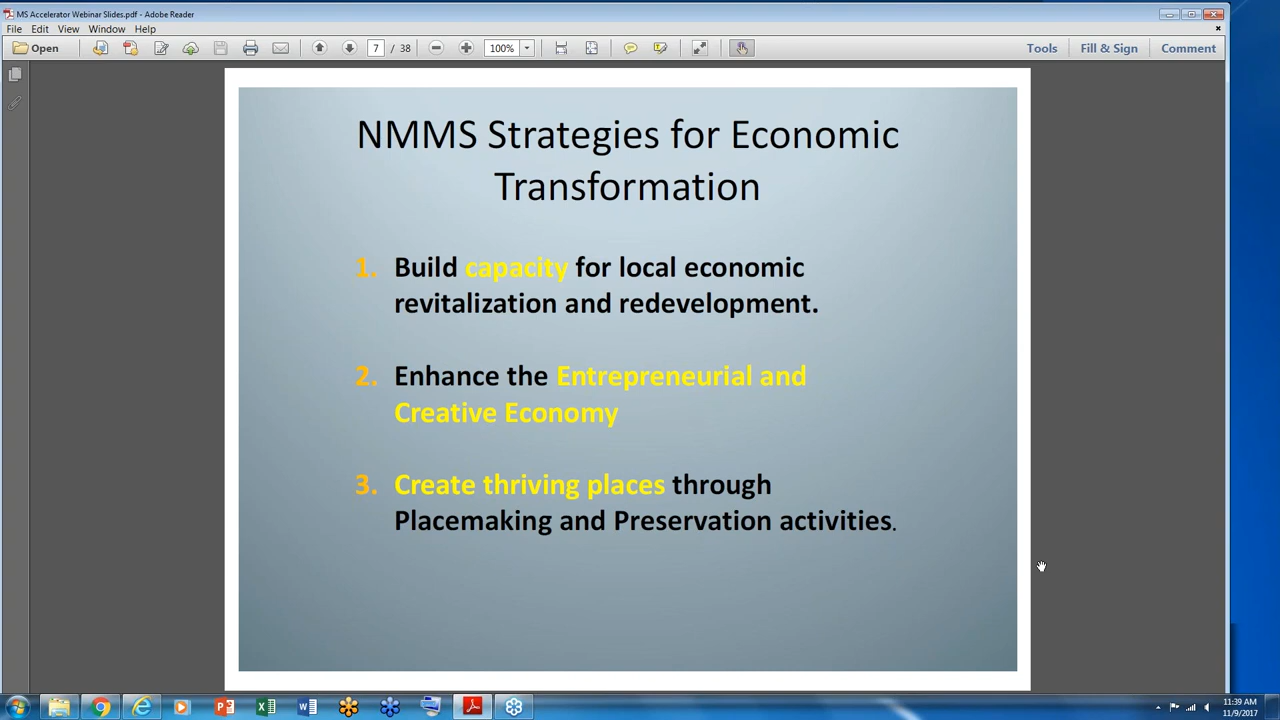 MS Accelerator Webinar Slides.pdf - Adobe Reader
File Edit View Window Help
Open 7 / 38 100% Tools Fill & Sign Comment
NMMS Strategies for Economic
Transformation
1. Build capacity for local economic
revitalization and redevelopment.
2. Enhance the Entrepreneurial and
Creative Economy
3. Create thriving places through
Placemaking and Preservation activities.
11:39 AM
11/9/2017